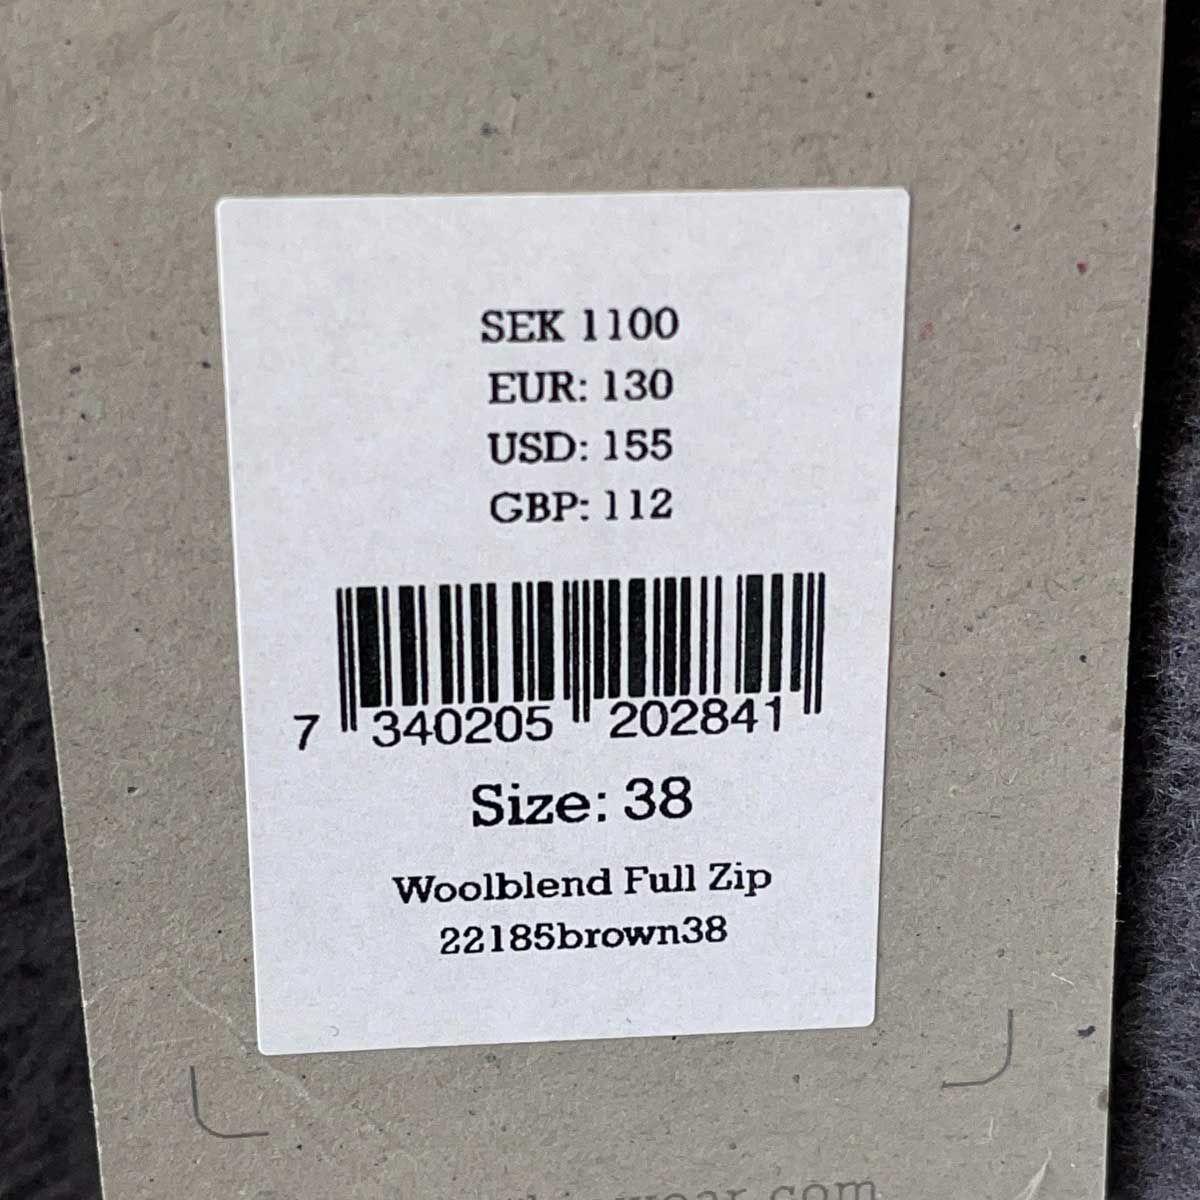 SEK 1100
EUR: 130
USD: 155
GBP: 112
7 340205 202841
Size: 38
Woolblend Full Zip
22185brown38